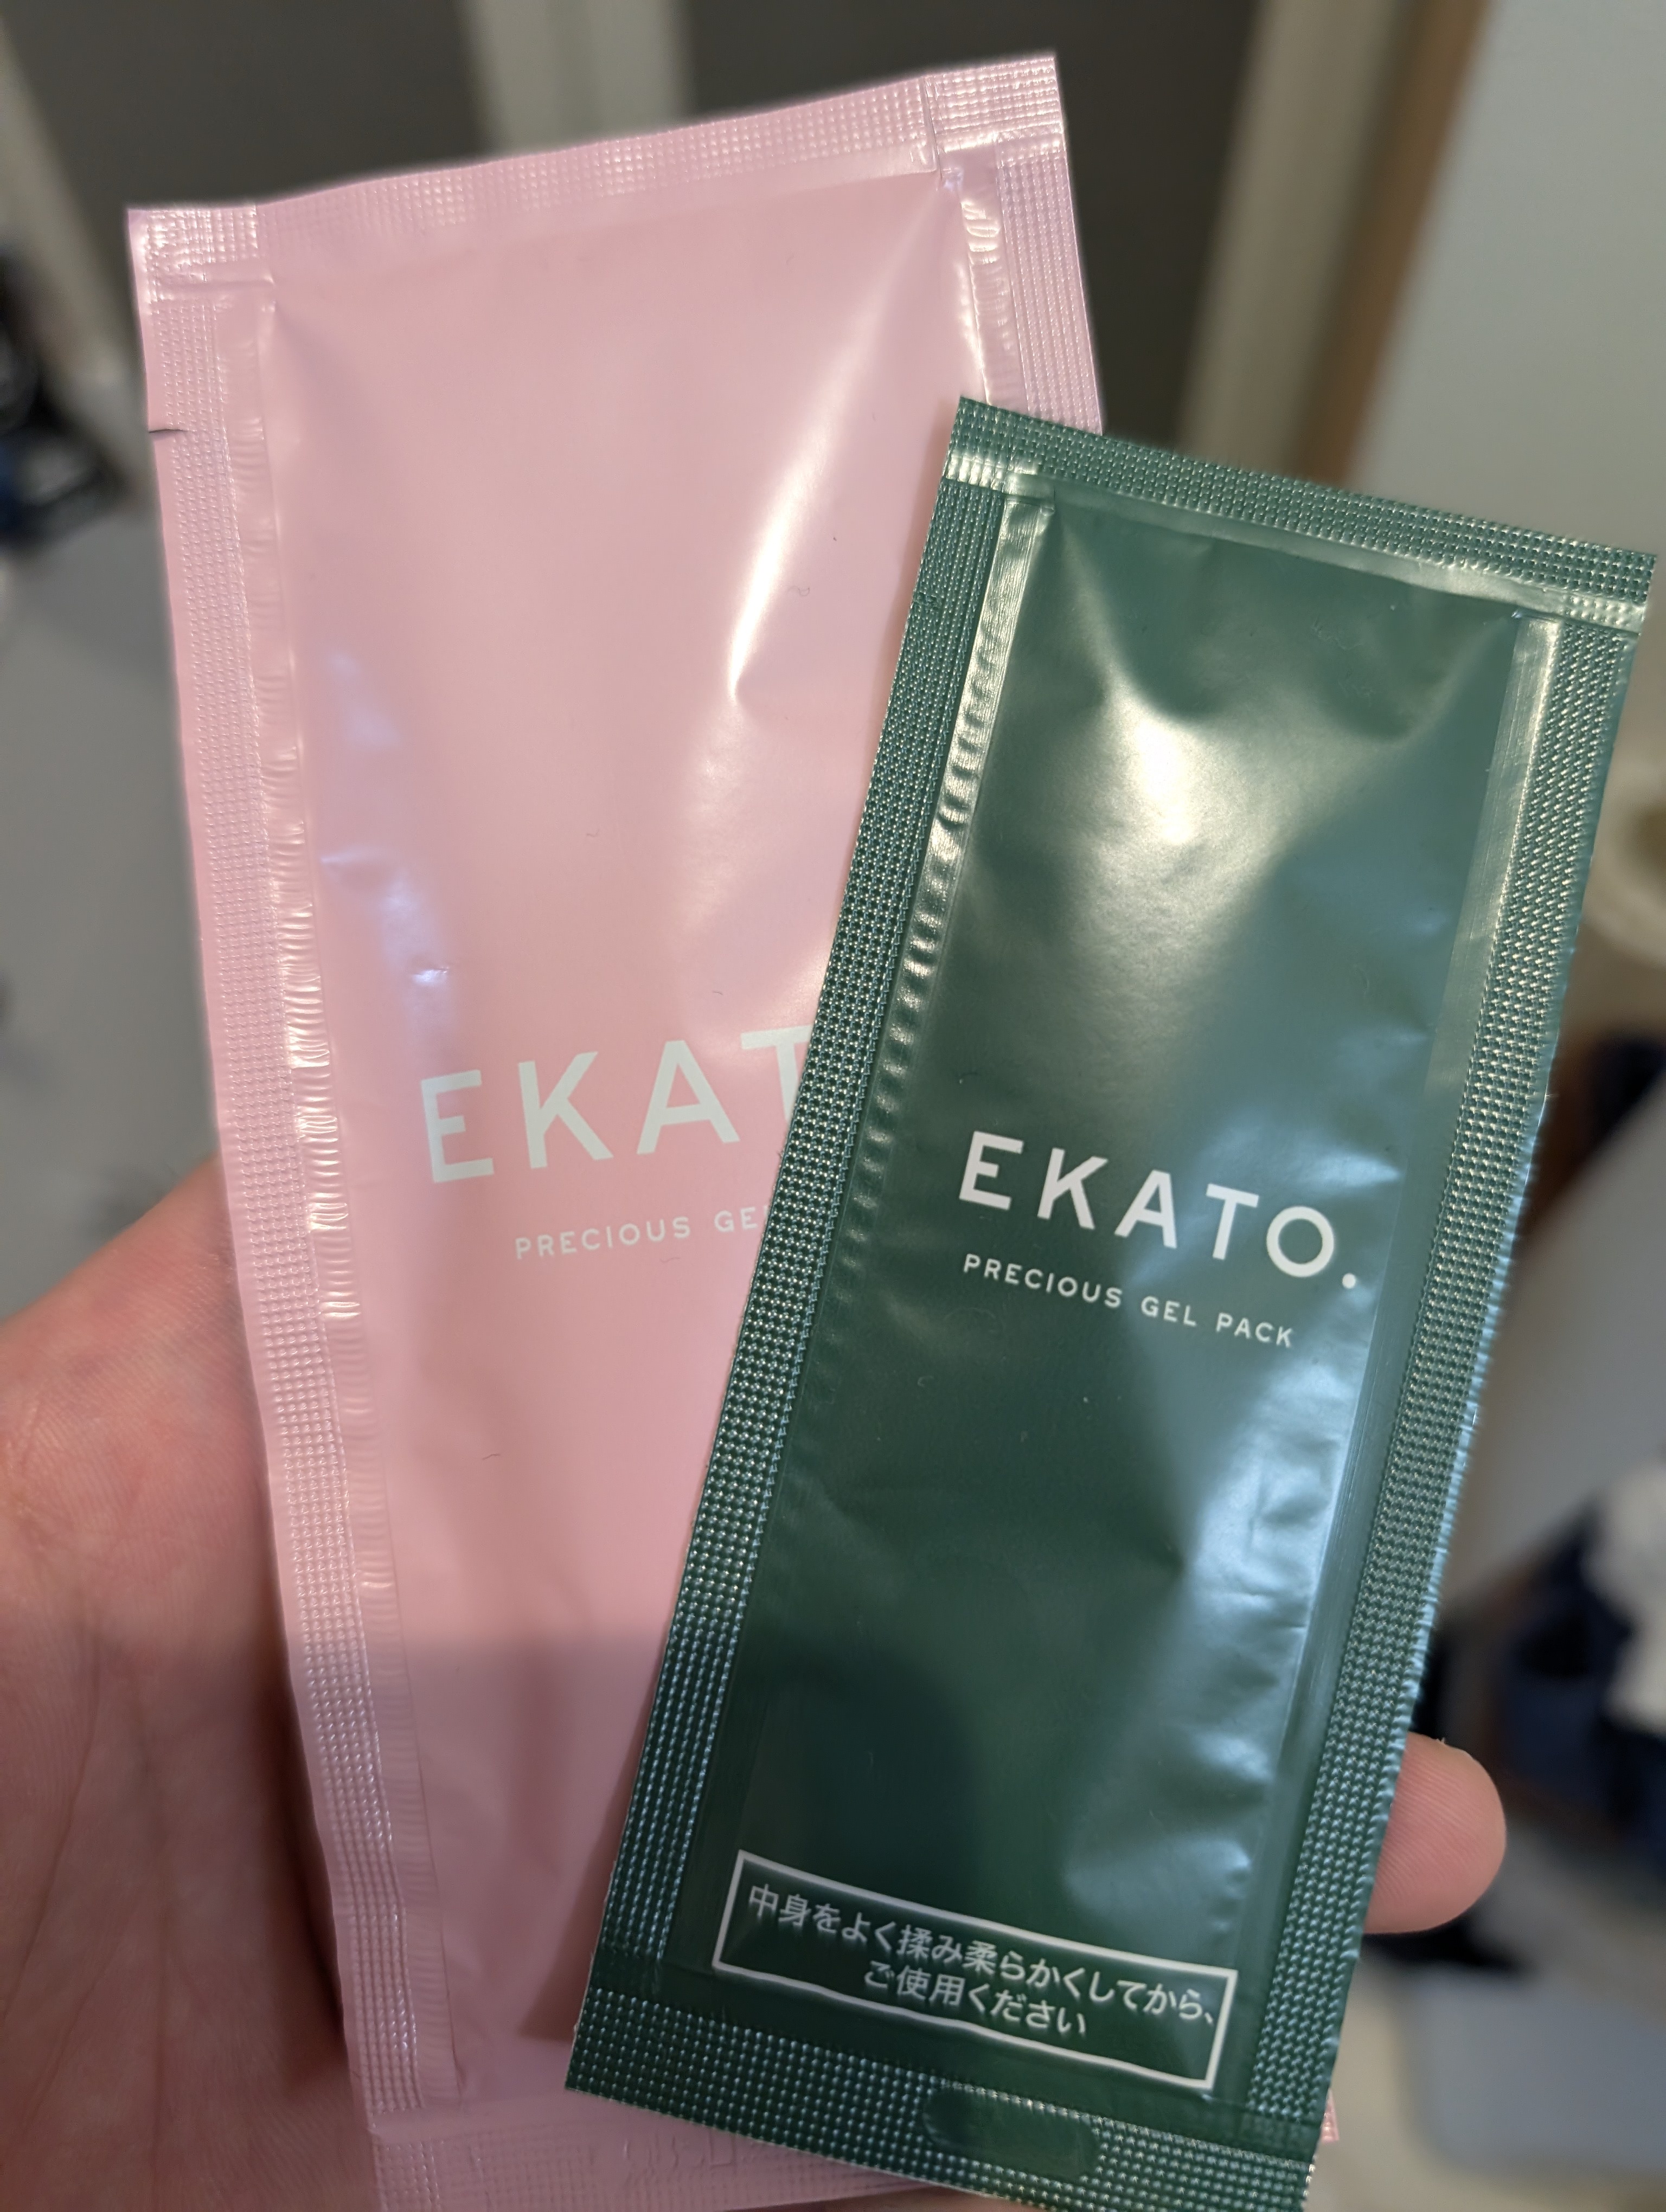 EKAT
PRECIOUS GEL
EKATO.
PRECIOUS GEL PACK
中身をよく揉み柔らかくしてから、
ご使用ください